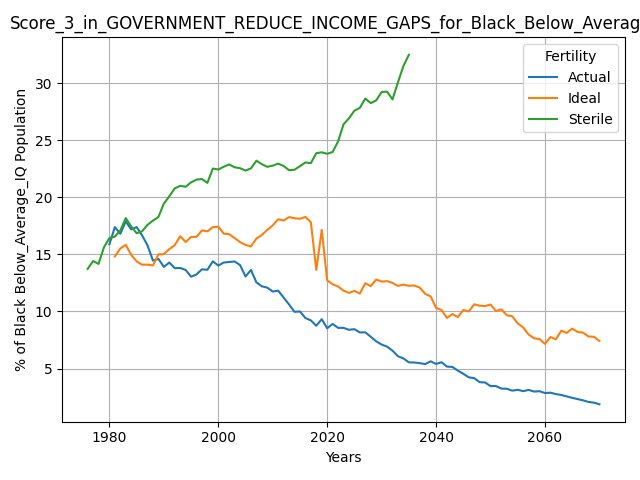 Score_3_in_GOVERNMENT_REDUCE_INCOME_GAPS_for_Black_Below_Averag
% of Black Below_Average_IQ Population
30
25
20
15
10
5
Fertility
Actual
Ideal
Sterile
1980 2000 2020 2040 2060
Years